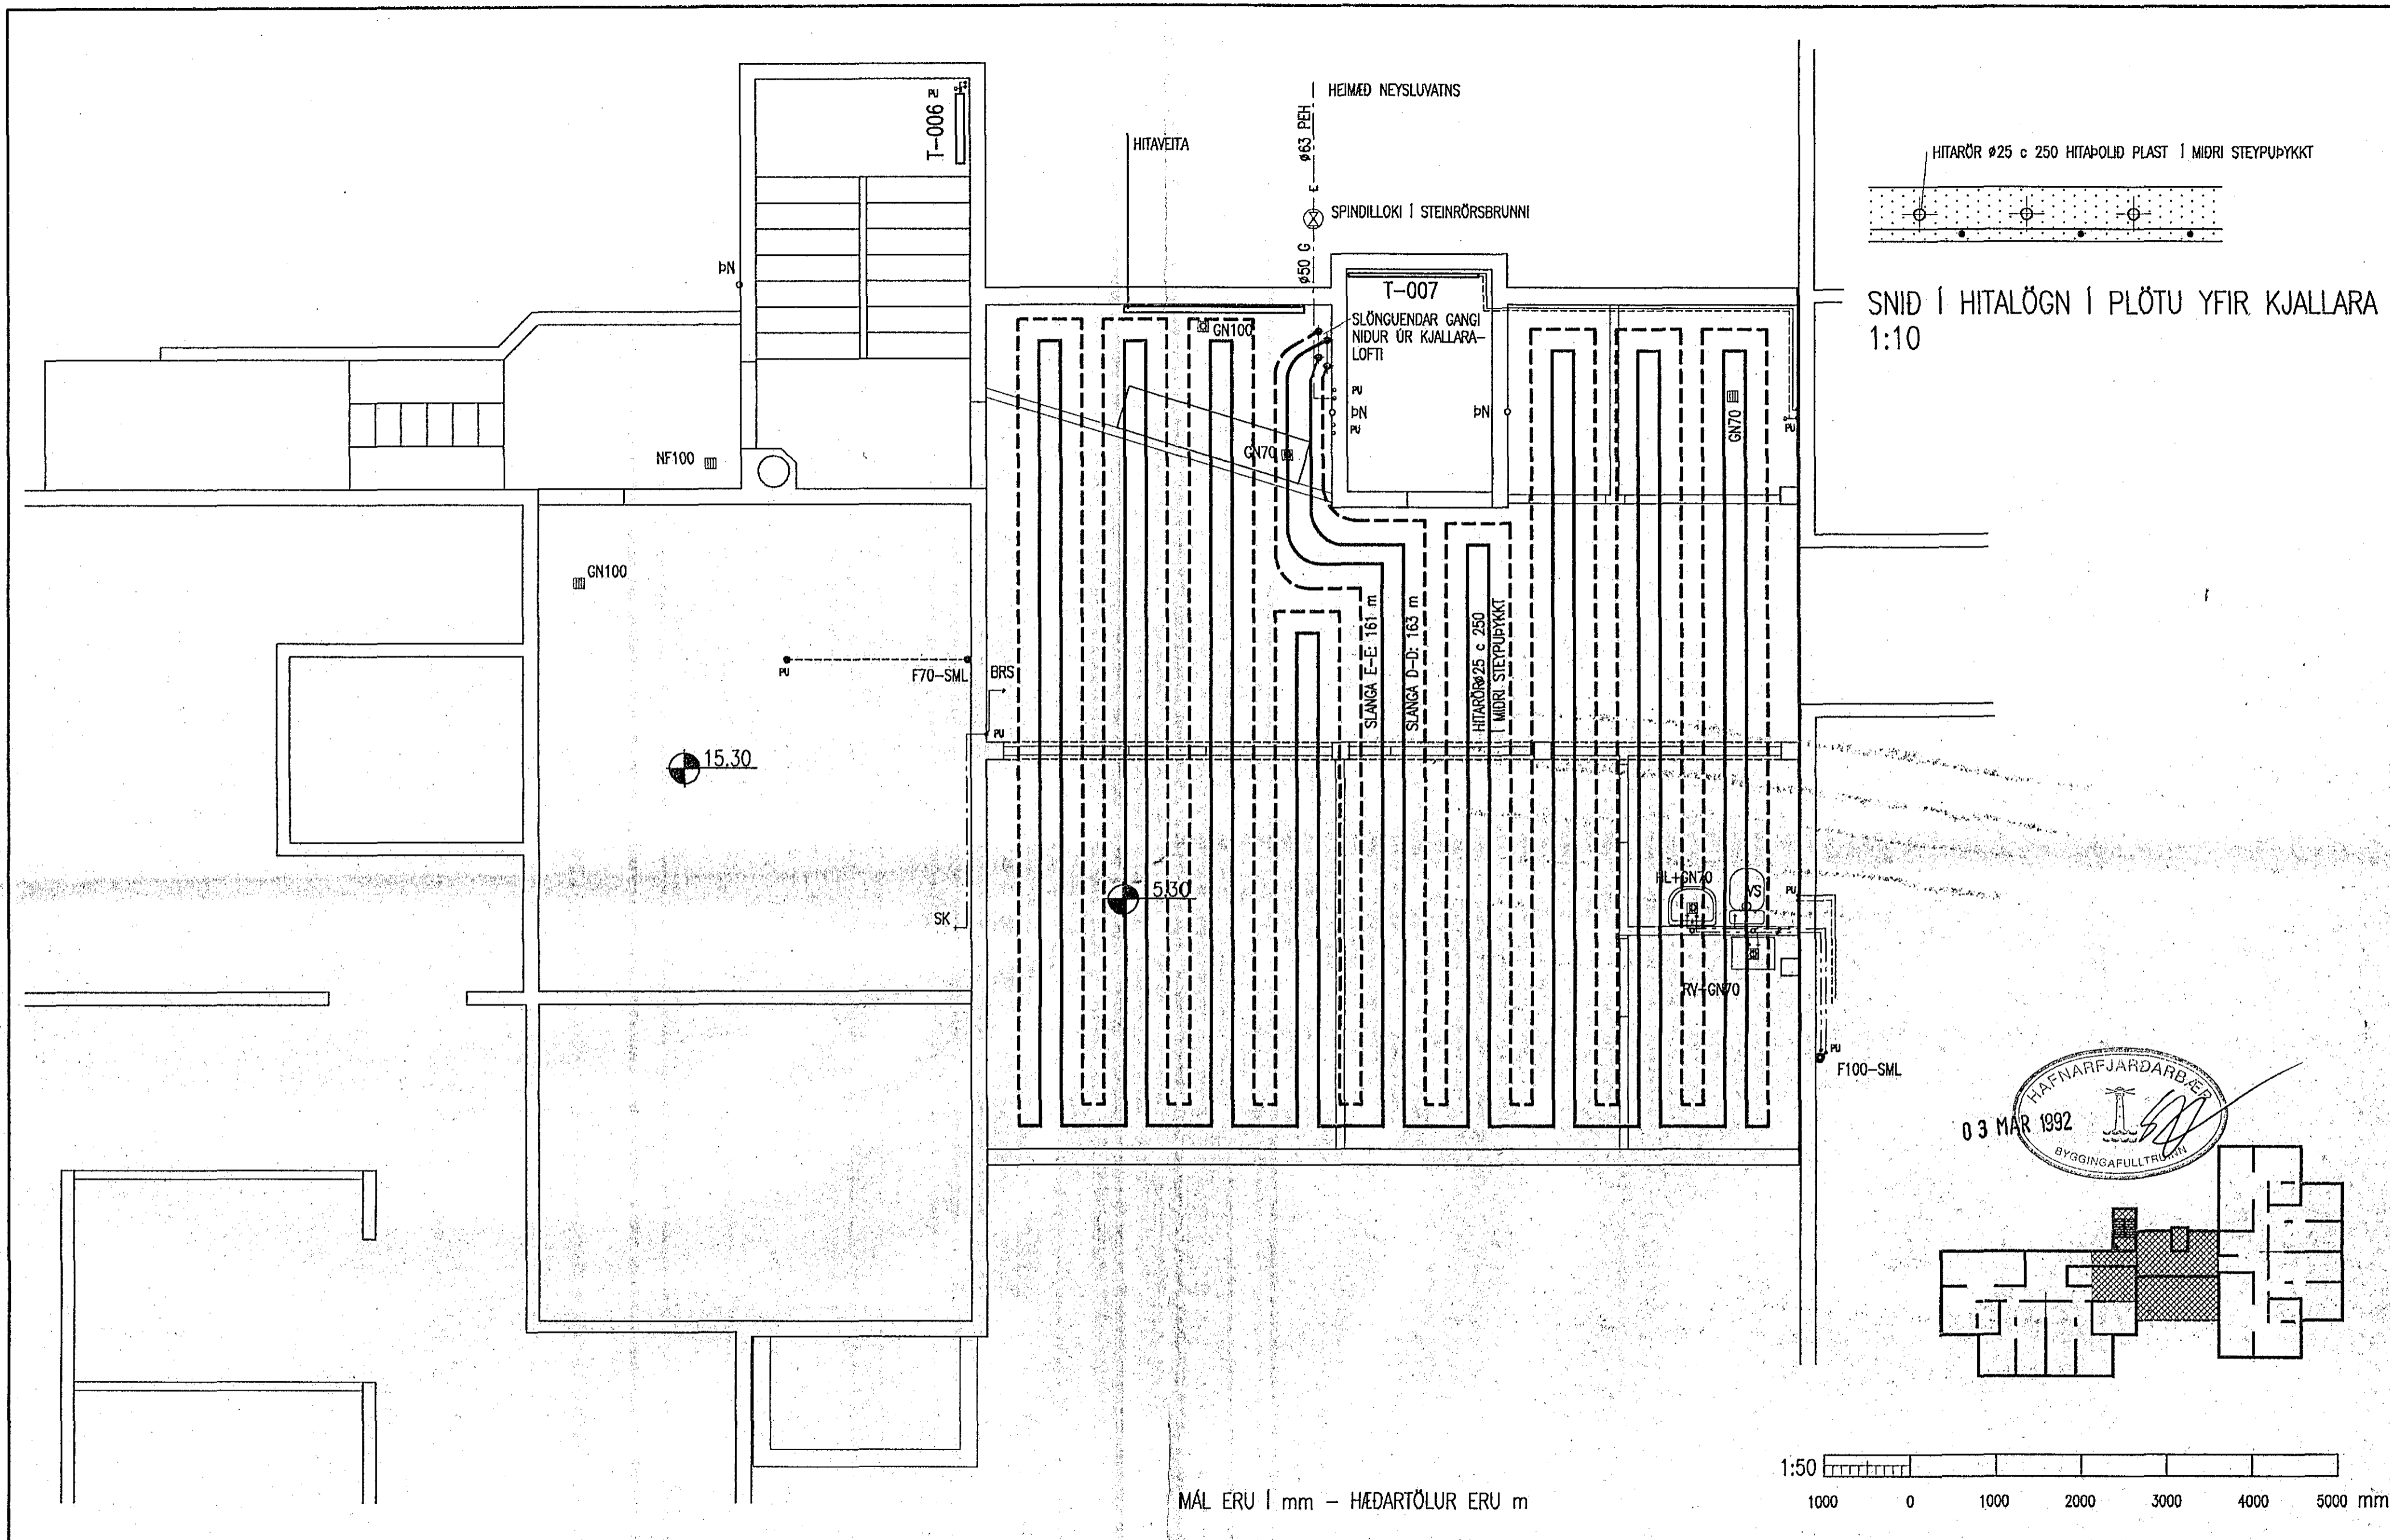 HEIMÆÐ NEYSLUVATNS
ø63 PEH
E
SPINDILLOKI Í STEINRÖRSBRUNNI
ø50 G
HITAVEITA
PU
T-006
ÞN
HITARÖR ø25 c 250 HITAÞOLIÐ PLAST Í MIÐRI STEYPUÞYKKT
SNIÐ Í HITALÖGN Í PLÖTU YFIR KJALLARA
1:10
T-007
SLÖNGUENDAR GANGI
NIÐUR ÚR KJALLARA-
LOFTI
GN100
PU
ÞN
PU
ÞN
GN70
GN70
PU
NF100
GN100
PU
F70-SML
BRS
PU
15.30
15.30
SK
SLANGA E-E: 161 m
SLANGA D-D: 163 m
HITARÖR ø25 c 250
Í MIÐRI STEYPUÞYKKT
HL+GN70
VS
PU
RV+GN70
PU
F100-SML
HAFNARFJARÐARBÆR
03 MAR 1992
BYGGINGAFULLTRÚINN
MÁL ERU Í mm – HÆÐARTÖLUR ERU m
1:50
1000 0 1000 2000 3000 4000 5000 mm